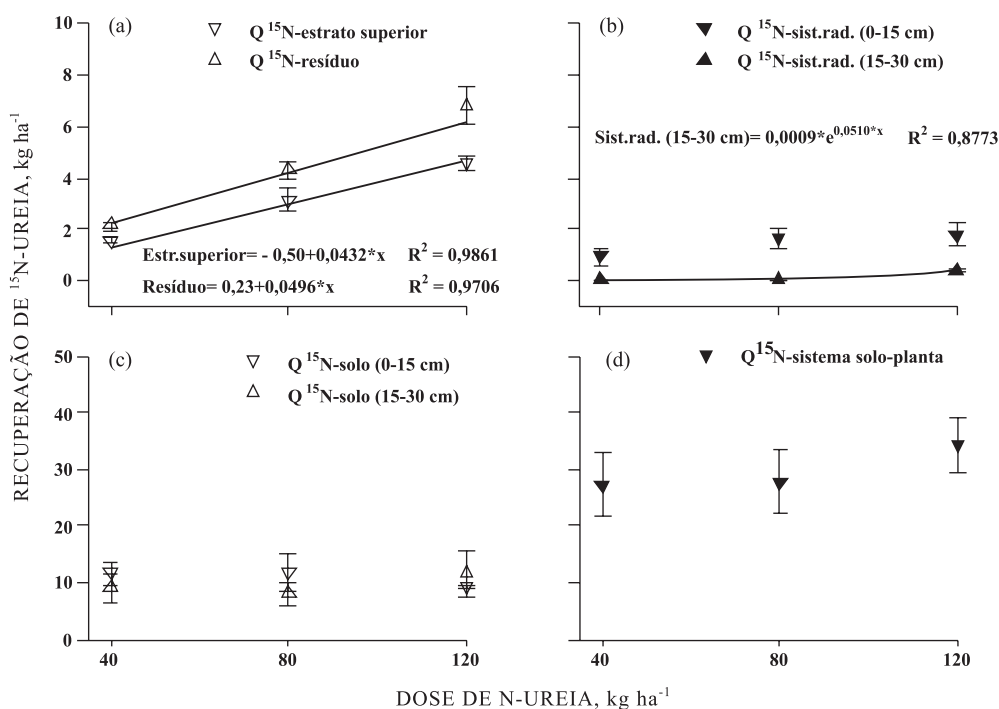 RECUPERAÇÃO DE ¹⁵N-UREIA, kg ha⁻¹
(a)
Q ¹⁵N-estrato superior
Q ¹⁵N-resíduo
10
8
6
4
2
0
Estr.superior= - 0,50+0,0432*x R² = 0,9861
Resíduo= 0,23+0,0496*x R² = 0,9706
(b)
Q ¹⁵N-sist.rad. (0-15 cm)
Q ¹⁵N-sist.rad. (15-30 cm)
Sist.rad. (15-30 cm)= 0,0009*e⁰,⁰⁵¹⁰*ˣ R² = 0,8773
(c)
Q ¹⁵N-solo (0-15 cm)
Q ¹⁵N-solo (15-30 cm)
50
40
30
20
10
0
40 80 120
(d)
Q¹⁵N-sistema solo-planta
40 80 120
DOSE DE N-UREIA, kg ha⁻¹